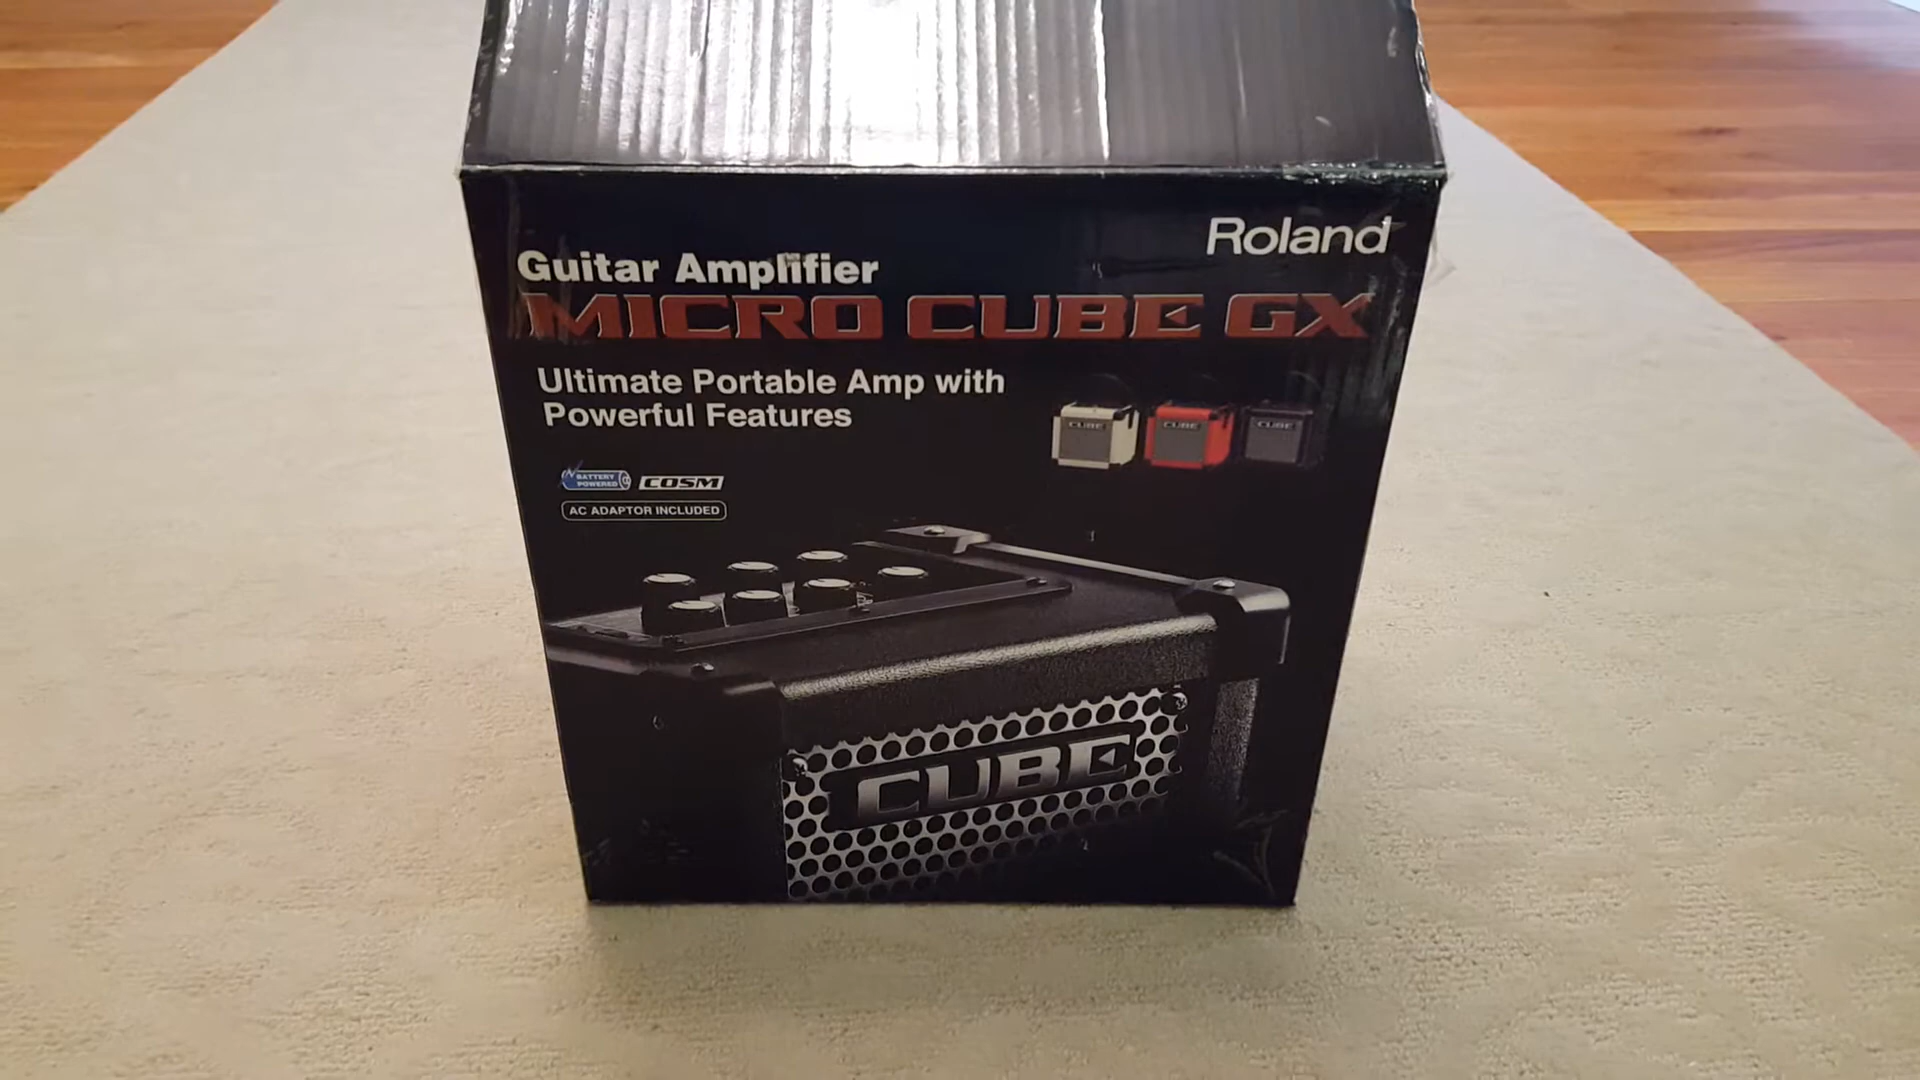 Roland
Guitar Amplifier
MICRO CUBE GX
Ultimate Portable Amp with
Powerful Features
CUBE CUBE CUBE
BATTERY
POWERED
COSM
AC ADAPTOR INCLUDED
CUBE